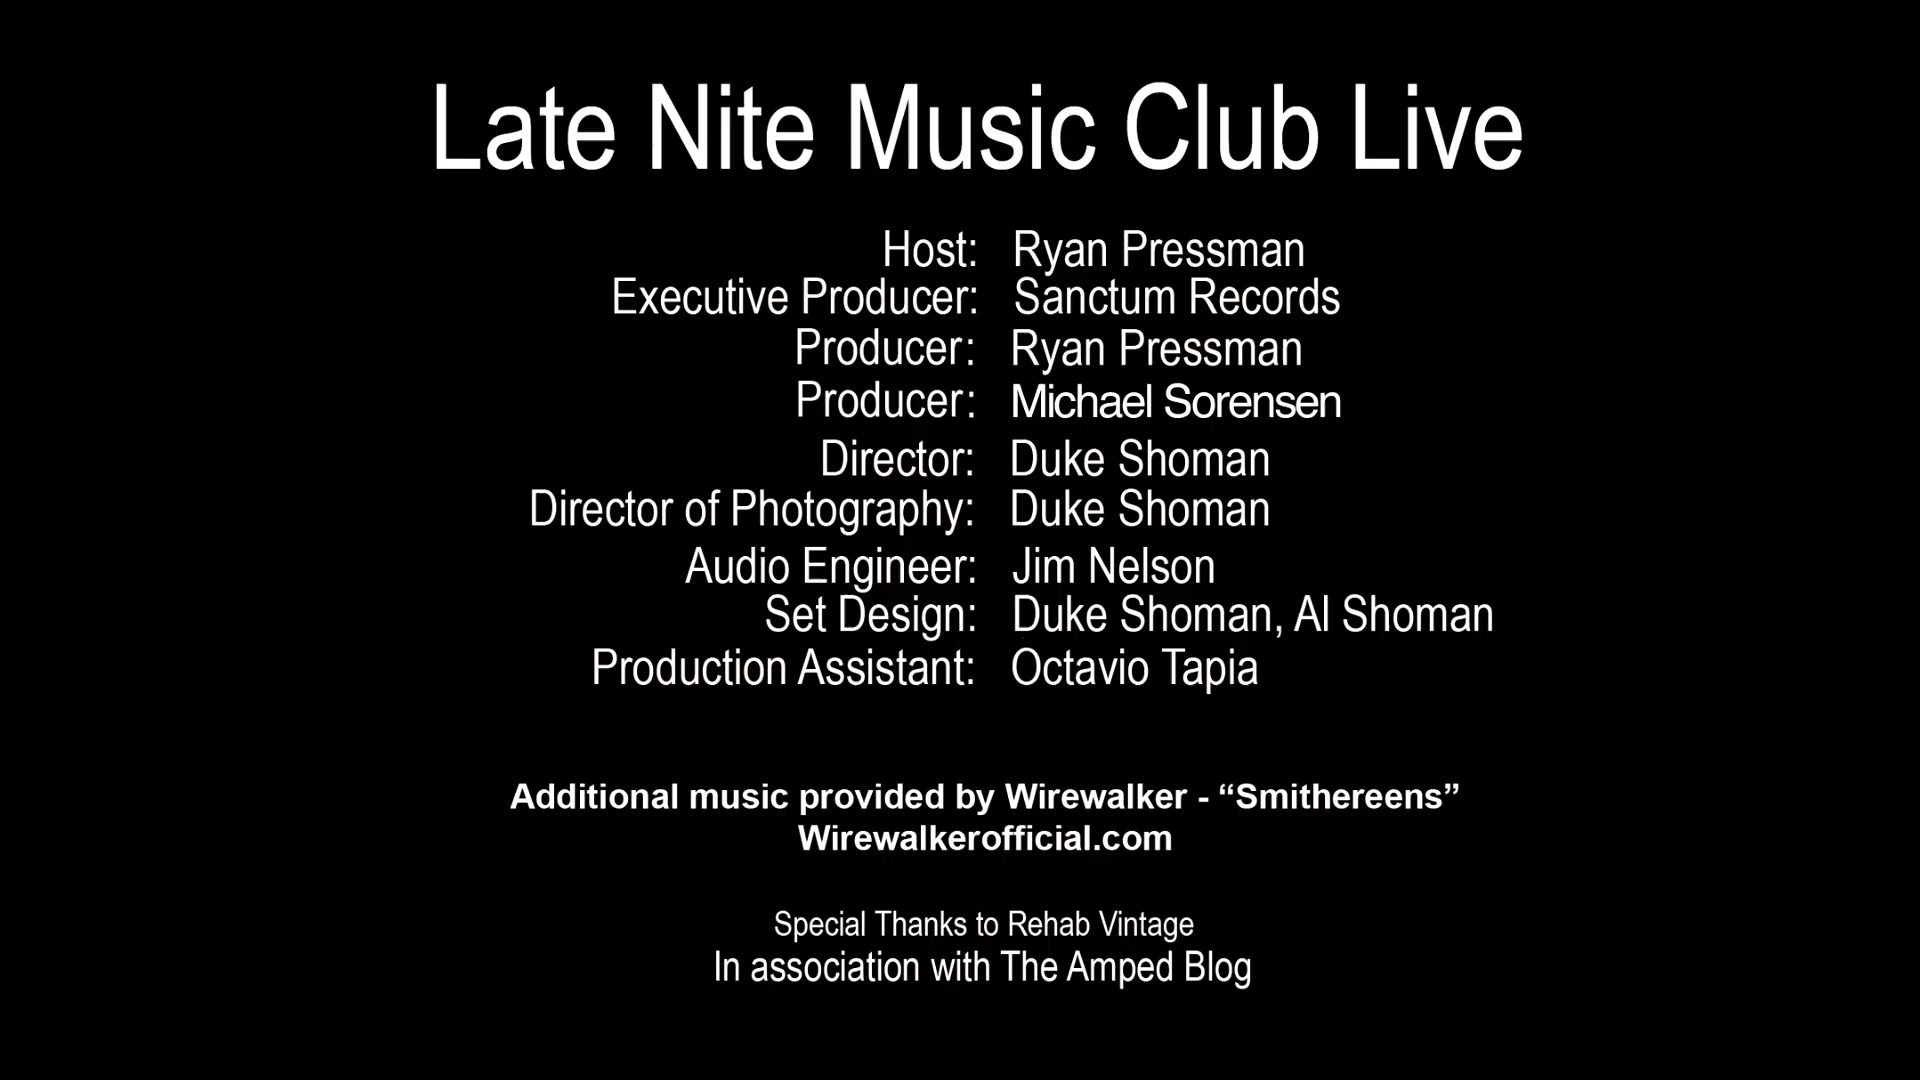 Late Nite Music Club Live
Host: Ryan Pressman
Executive Producer: Sanctum Records
Producer: Ryan Pressman
Producer: Michael Sorensen
Director: Duke Shoman
Director of Photography: Duke Shoman
Audio Engineer: Jim Nelson
Set Design: Duke Shoman, Al Shoman
Production Assistant: Octavio Tapia
Additional music provided by Wirewalker - “Smithereens”
Wirewalkerofficial.com
Special Thanks to Rehab Vintage
In association with The Amped Blog